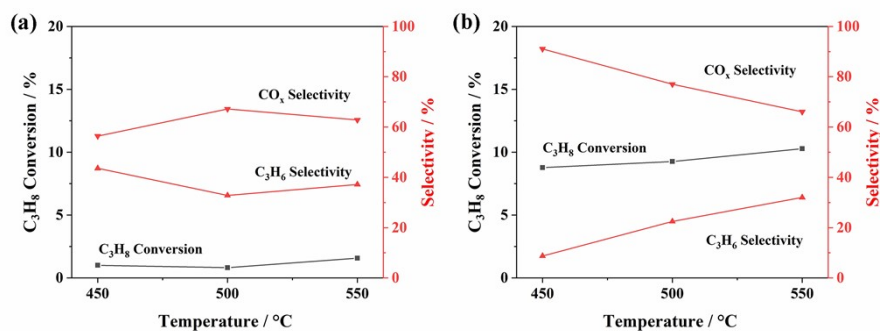 (a)
C₃H₈ Conversion / %
20
15
10
5
0
COₓ Selectivity
C₃H₆ Selectivity
C₃H₈ Conversion
100
80
60
40
20
0
Selectivity / %
450 500 550
Temperature / °C
(b)
C₃H₈ Conversion / %
20
15
10
5
0
COₓ Selectivity
C₃H₈ Conversion
C₃H₆ Selectivity
100
80
60
40
20
0
Selectivity / %
450 500 550
Temperature / °C